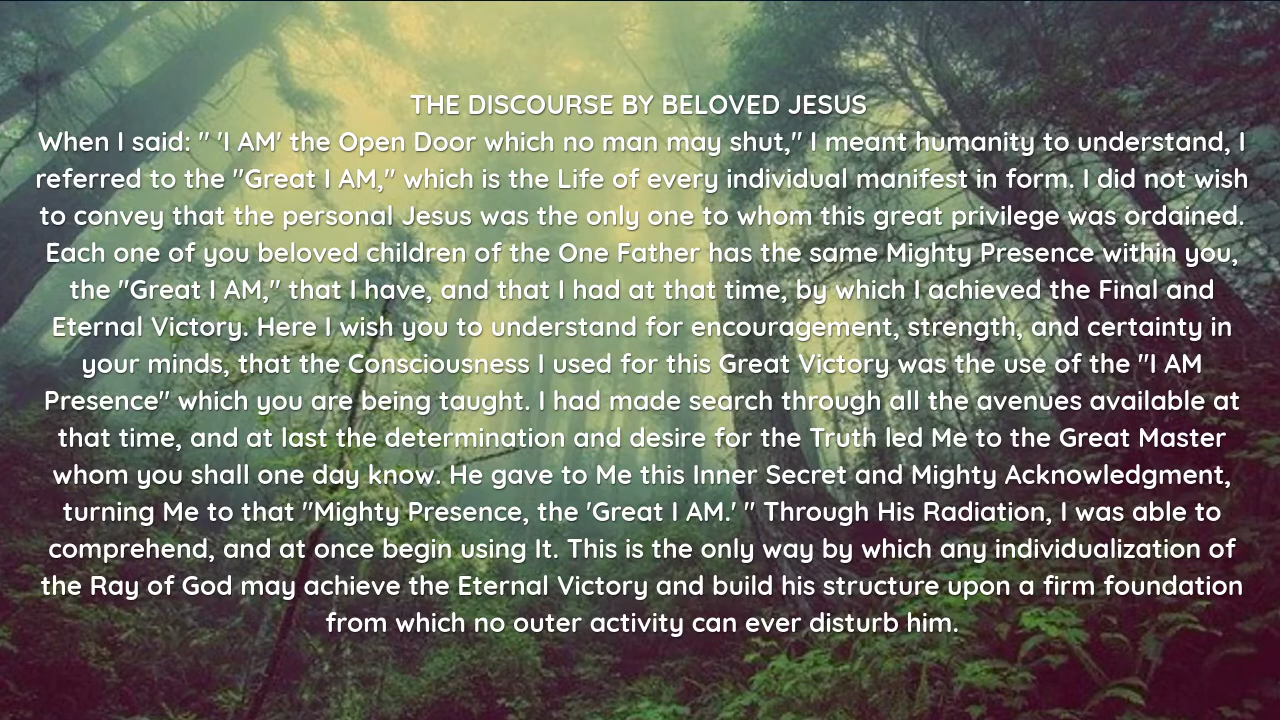 THE DISCOURSE BY BELOVED JESUS
When I said: " 'I AM' the Open Door which no man may shut," I meant humanity to understand, I
referred to the "Great I AM," which is the Life of every individual manifest in form. I did not wish
to convey that the personal Jesus was the only one to whom this great privilege was ordained.
Each one of you beloved children of the One Father has the same Mighty Presence within you,
the "Great I AM," that I have, and that I had at that time, by which I achieved the Final and
Eternal Victory. Here I wish you to understand for encouragement, strength, and certainty in
your minds, that the Consciousness I used for this Great Victory was the use of the "I AM
Presence" which you are being taught. I had made search through all the avenues available at
that time, and at last the determination and desire for the Truth led Me to the Great Master
whom you shall one day know. He gave to Me this Inner Secret and Mighty Acknowledgment,
turning Me to that "Mighty Presence, the 'Great I AM.' " Through His Radiation, I was able to
comprehend, and at once begin using It. This is the only way by which any individualization of
the Ray of God may achieve the Eternal Victory and build his structure upon a firm foundation
from which no outer activity can ever disturb him.